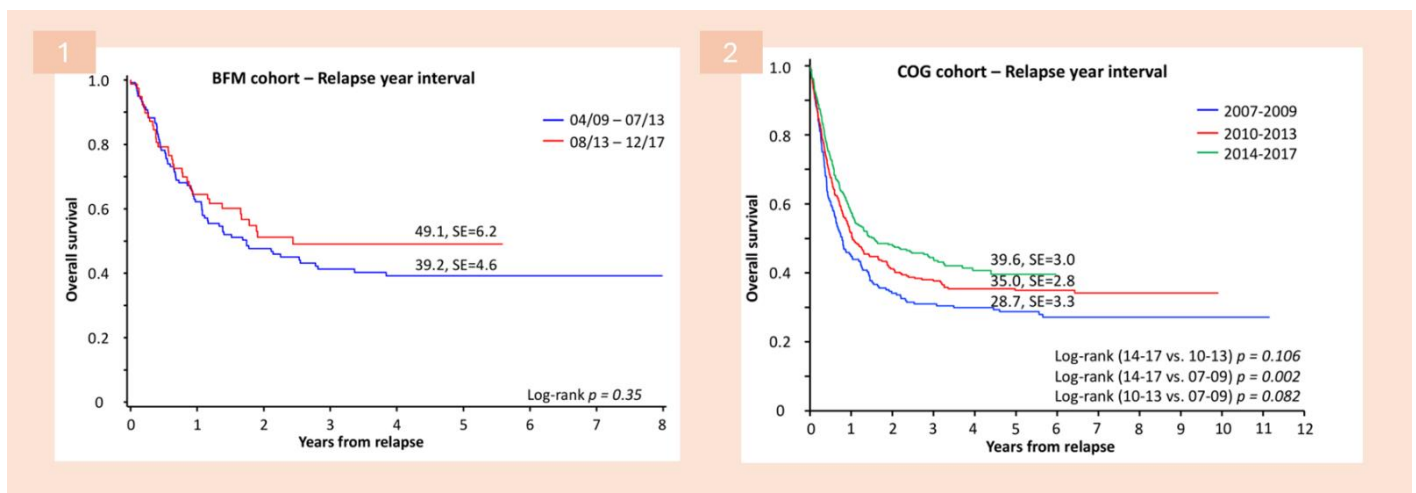 1
BFM cohort – Relapse year interval
04/09 – 07/13
08/13 – 12/17
Overall survival
1.0
0.8
0.6
0.4
0.2
0
49.1, SE=6.2
39.2, SE=4.6
Log-rank p = 0.35
0 1 2 3 4 5 6 7 8
Years from relapse
2
COG cohort – Relapse year interval
2007-2009
2010-2013
2014-2017
Overall survival
1.0
0.8
0.6
0.4
0.2
0
39.6, SE=3.0
35.0, SE=2.8
28.7, SE=3.3
Log-rank (14-17 vs. 10-13) p = 0.106
Log-rank (14-17 vs. 07-09) p = 0.002
Log-rank (10-13 vs. 07-09) p = 0.082
0 1 2 3 4 5 6 7 8 9 10 11 12
Years from relapse